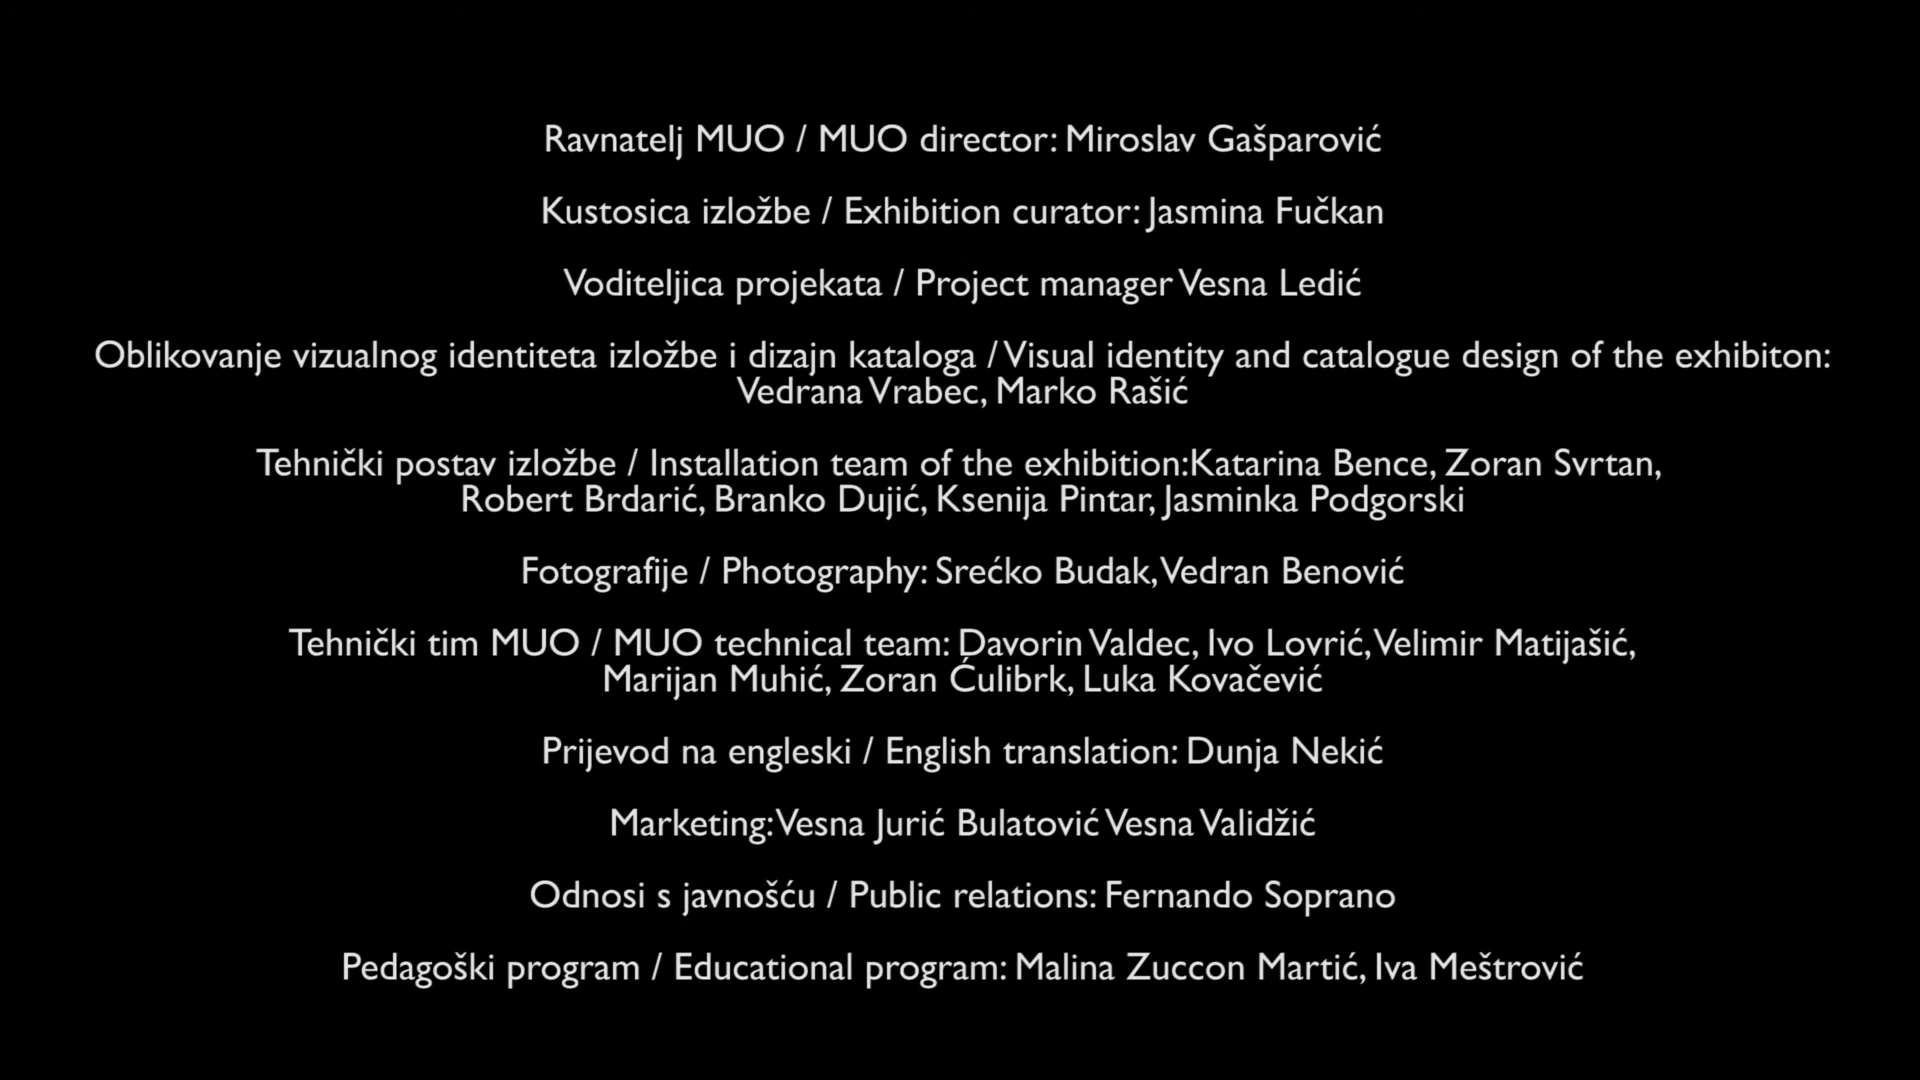 Ravnatelj MUO / MUO director: Miroslav Gašparović
Kustosica izložbe / Exhibition curator: Jasmina Fučkan
Voditeljica projekata / Project manager Vesna Ledić
Oblikovanje vizualnog identiteta izložbe i dizajn kataloga / Visual identity and catalogue design of the exhibiton:
Vedrana Vrabec, Marko Rašić
Tehnički postav izložbe / Installation team of the exhibition:Katarina Bence, Zoran Svrtan,
Robert Brdarić, Branko Dujić, Ksenija Pintar, Jasminka Podgorski
Fotografije / Photography: Srećko Budak, Vedran Benović
Tehnički tim MUO / MUO technical team: Davorin Valdec, Ivo Lovrić, Velimir Matijašić,
Marijan Muhić, Zoran Ćulibrk, Luka Kovačević
Prijevod na engleski / English translation: Dunja Nekić
Marketing: Vesna Jurić Bulatović Vesna Validžić
Odnosi s javnošću / Public relations: Fernando Soprano
Pedagoški program / Educational program: Malina Zuccon Martić, Iva Meštrović